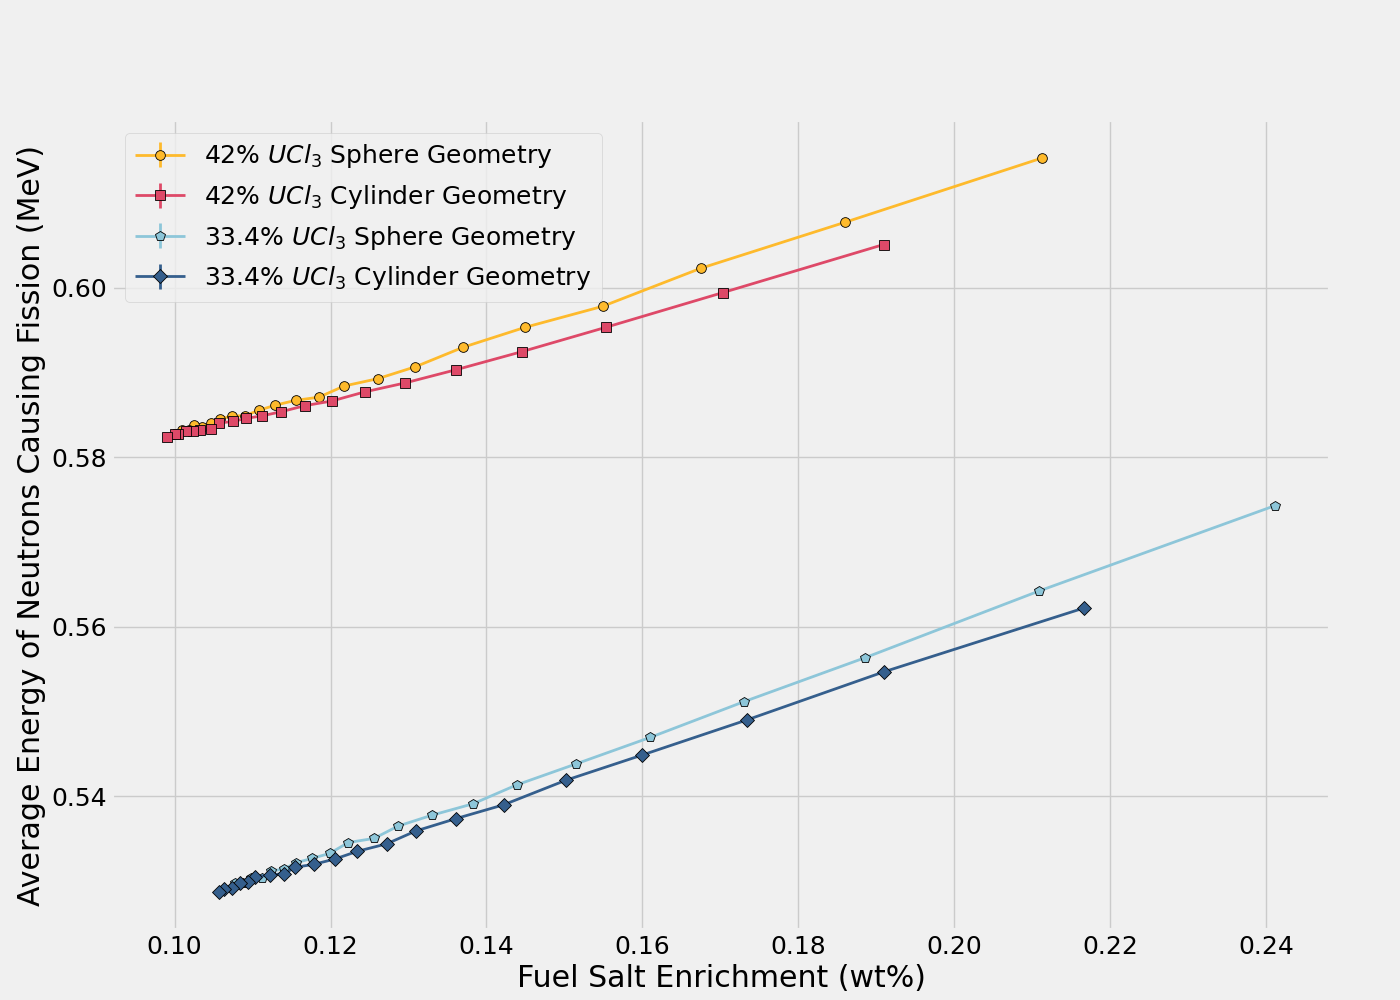 42% UCl₃ Sphere Geometry
42% UCl₃ Cylinder Geometry
33.4% UCl₃ Sphere Geometry
33.4% UCl₃ Cylinder Geometry
Average Energy of Neutrons Causing Fission (MeV)
0.60
0.58
0.56
0.54
0.10 0.12 0.14 0.16 0.18 0.20 0.22 0.24
Fuel Salt Enrichment (wt%)